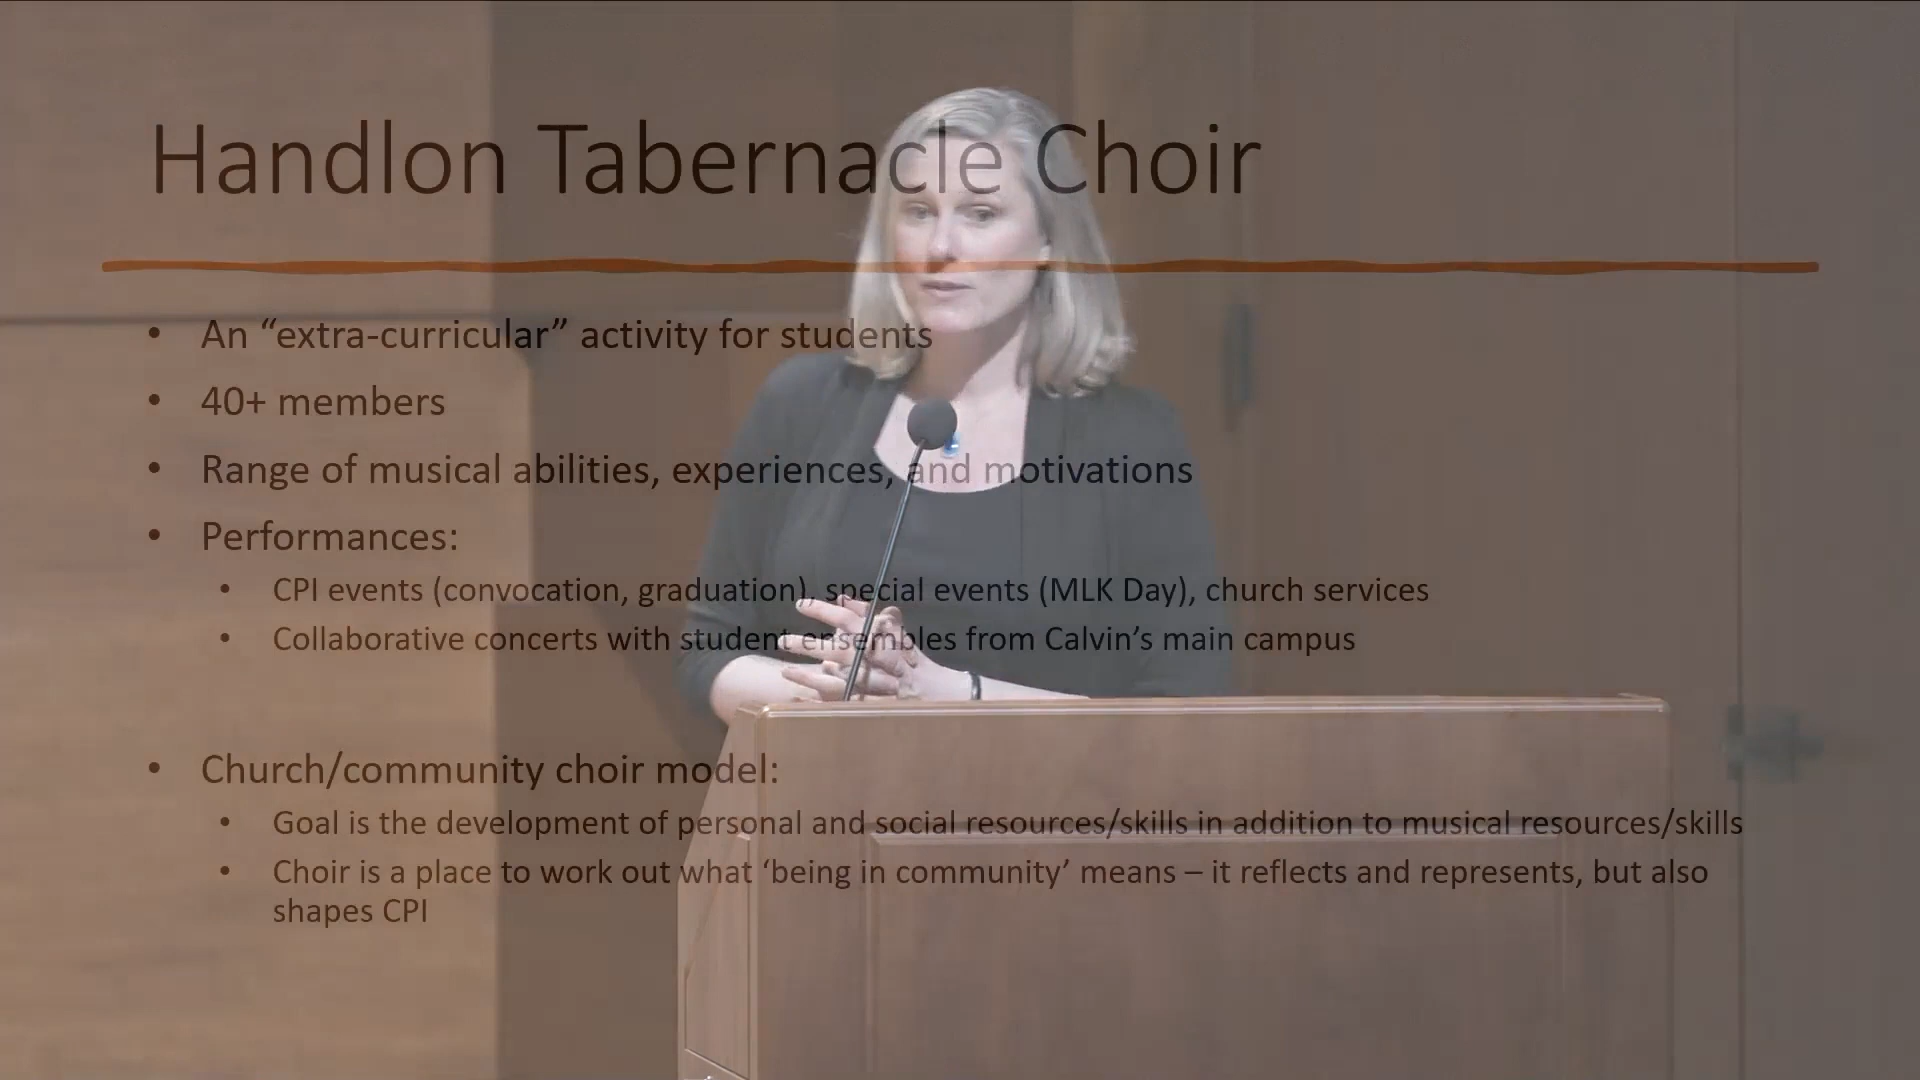 Handlon Tabernacle Choir
• An “extra-curricular” activity for students
• 40+ members
• Range of musical abilities, experiences, and motivations
• Performances:
• CPI events (convocation, graduation), special events (MLK Day), church services
• Collaborative concerts with student ensembles from Calvin’s main campus
• Church/community choir model:
• Goal is the development of personal and social resources/skills in addition to musical resources/skills
• Choir is a place to work out what ‘being in community’ means – it reflects and represents, but also
shapes CPI